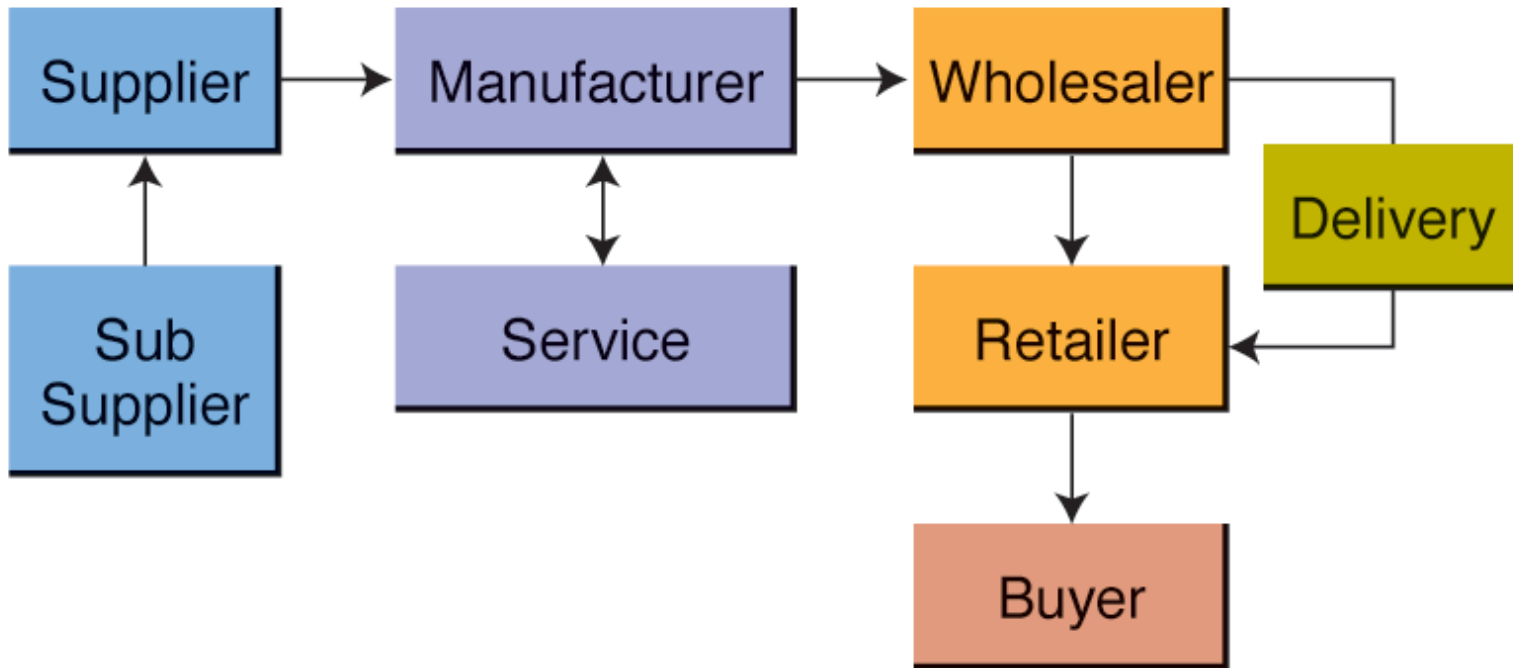 Supplier
Manufacturer
Wholesaler
Delivery
Sub
Supplier
Service
Retailer
Buyer